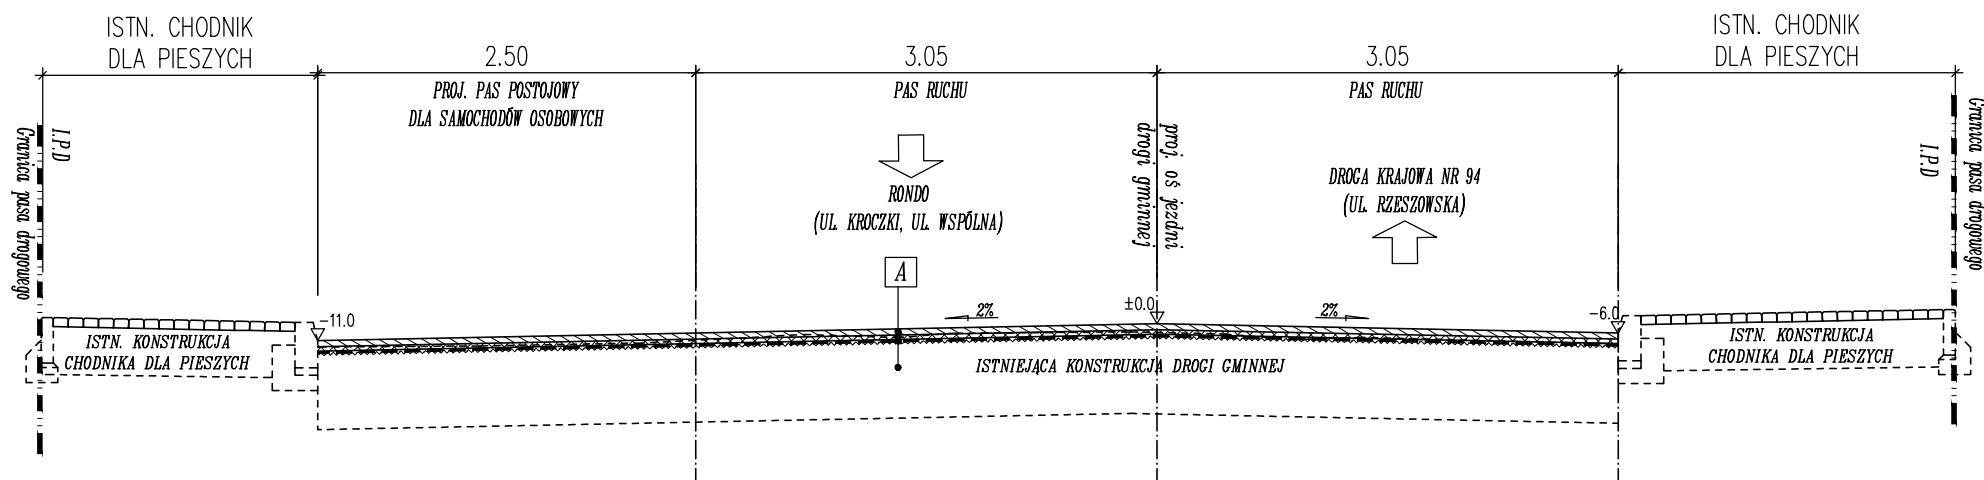 ISTN. CHODNIK
DLA PIESZYCH
2.50
3.05
3.05
ISTN. CHODNIK
DLA PIESZYCH
PROJ. PAS POSTOJOWY
DLA SAMOCHODÓW OSOBOWYCH
PAS RUCHU
PAS RUCHU
Granica pasa drogowego
I.P.D
RONDO
(UL. KROCZKI, UL. WSPÓLNA)
proj. oś jezdni
drogi gminnej
DROGA KRAJOWA NR 94
(UL. RZESZOWSKA)
I.P.D
Granica pasa drogowego
A
-11.0
2%
±0.0
2%
-6.0
ISTN. KONSTRUKCJA
CHODNIKA DLA PIESZYCH
ISTNIEJĄCA KONSTRUKCJA DROGI GMINNEJ
ISTN. KONSTRUKCJA
CHODNIKA DLA PIESZYCH